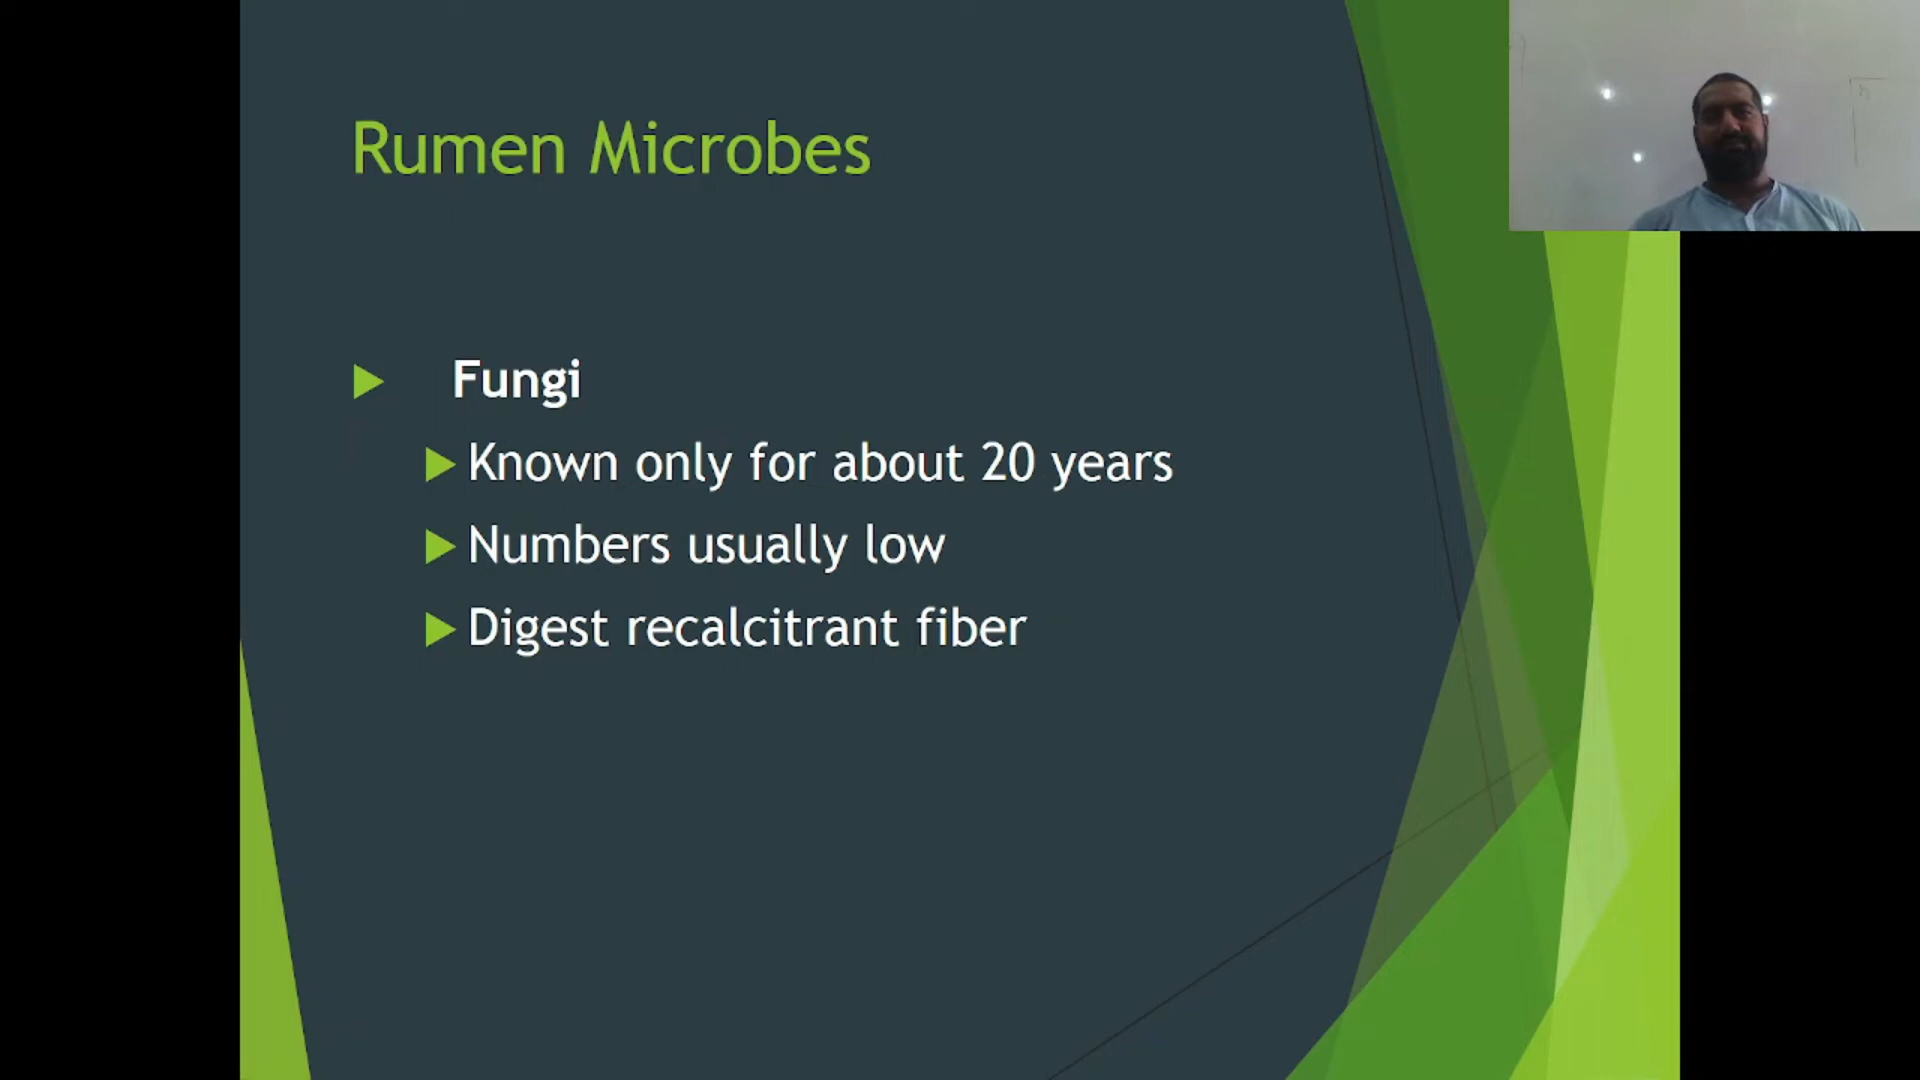 Rumen Microbes
Fungi
Known only for about 20 years
Numbers usually low
Digest recalcitrant fiber